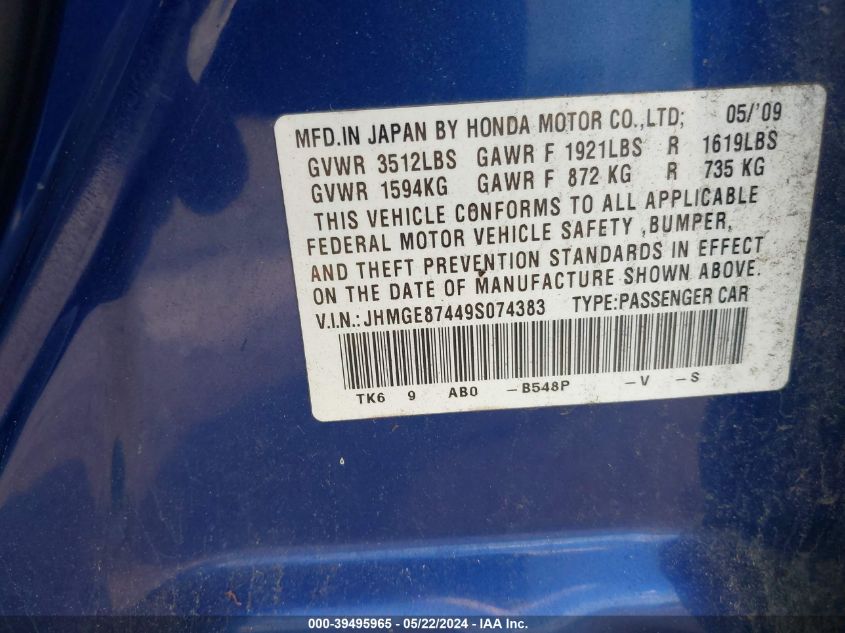 MFD.IN JAPAN BY HONDA MOTOR CO.,LTD; 05/'09
GVWR 3512LBS GAWR F 1921LBS R 1619LBS
GVWR 1594KG GAWR F 872 KG R 735 KG
THIS VEHICLE CONFORMS TO ALL APPLICABLE
FEDERAL MOTOR VEHICLE SAFETY ,BUMPER,
AND THEFT PREVENTION STANDARDS IN EFFECT
ON THE DATE OF MANUFACTURE SHOWN ABOVE.
V.I.N.:JHMGE87449S074383 TYPE:PASSENGER CAR
TK6 9 AB0 -B548P -V -S
000-39495965 - 05/22/2024 - IAA Inc.